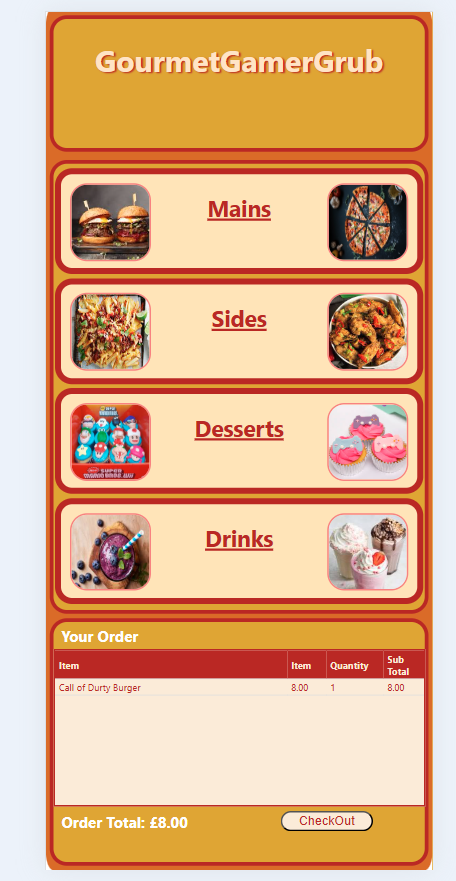 GourmetGamerGrub
Mains
Sides
Desserts
SUPER
Drinks
Your Order
Item Item Quantity Sub Total
Call of Durty Burger 8.00 1 8.00
Order Total: £8.00 CheckOut